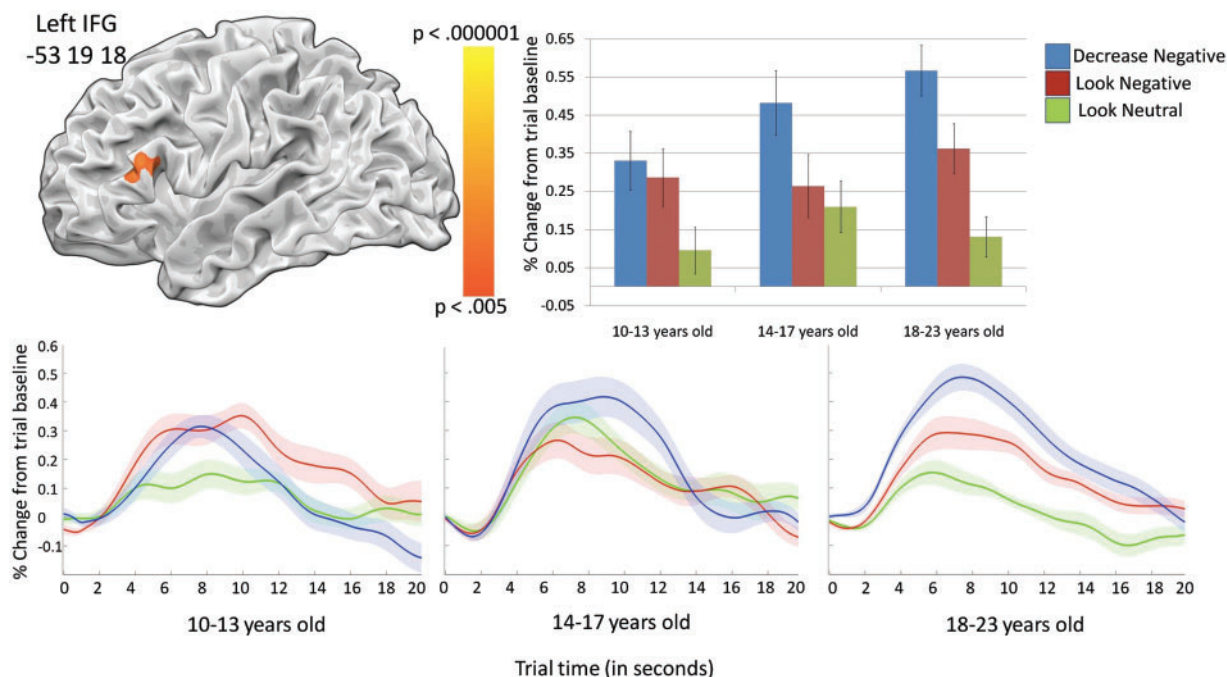 Left IFG
-53 19 18
p < .000001
p < .005
% Change from trial baseline
0.65
0.55
0.45
0.35
0.25
0.15
0.05
-0.05
10-13 years old
14-17 years old
18-23 years old
Decrease Negative
Look Negative
Look Neutral
% Change from trial baseline
0.6
0.5
0.4
0.3
0.2
0.1
0
-0.1
0 2 4 6 8 10 12 14 16 18 20
0 2 4 6 8 10 12 14 16 18 20
0 2 4 6 8 10 12 14 16 18 20
10-13 years old
14-17 years old
18-23 years old
Trial time (in seconds)